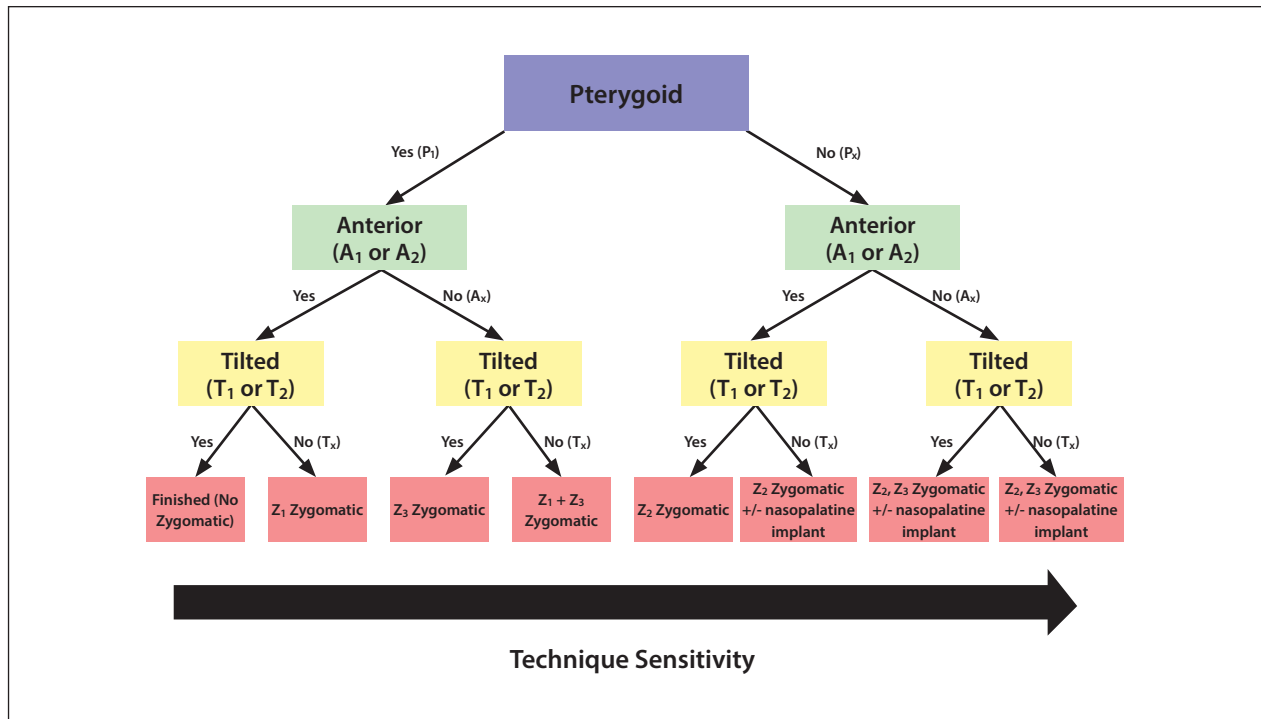 Pterygoid
Yes (P₁)
No (Pₓ)
Anterior
(A₁ or A₂)
Anterior
(A₁ or A₂)
Yes
No (Aₓ)
Yes
No (Aₓ)
Tilted
(T₁ or T₂)
Tilted
(T₁ or T₂)
Tilted
(T₁ or T₂)
Tilted
(T₁ or T₂)
Yes
No (Tₓ)
Yes
No (Tₓ)
Yes
No (Tₓ)
Yes
No (Tₓ)
Finished (No
Zygomatic)
Z₁ Zygomatic
Z₃ Zygomatic
Z₁ + Z₃
Zygomatic
Z₂ Zygomatic
Z₂ Zygomatic
+/- nasopalatine
implant
Z₂, Z₃ Zygomatic
+/- nasopalatine
implant
Z₂, Z₃ Zygomatic
+/- nasopalatine
implant
Technique Sensitivity